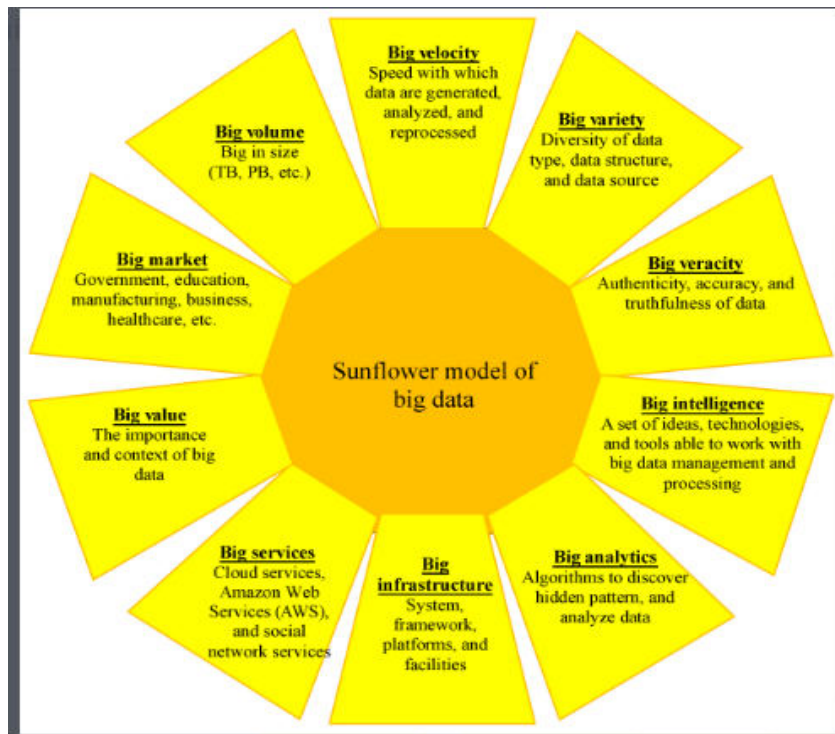 Big velocity
Speed with which
data are generated,
analyzed, and
reprocessed
Big variety
Diversity of data
type, data structure,
and data source
Big veracity
Authenticity, accuracy, and
truthfulness of data
Big intelligence
A set of ideas, technologies,
and tools able to work with
big data management and
processing
Big analytics
Algorithms to discover
hidden pattern, and
analyze data
Big
infrastructure
System,
framework,
platforms, and
facilities
Big services
Cloud services,
Amazon Web
Services (AWS),
and social
network services
Big value
The importance
and context of big
data
Big market
Government, education,
manufacturing, business,
healthcare, etc.
Big volume
Big in size
(TB, PB, etc.)
Sunflower model of
big data